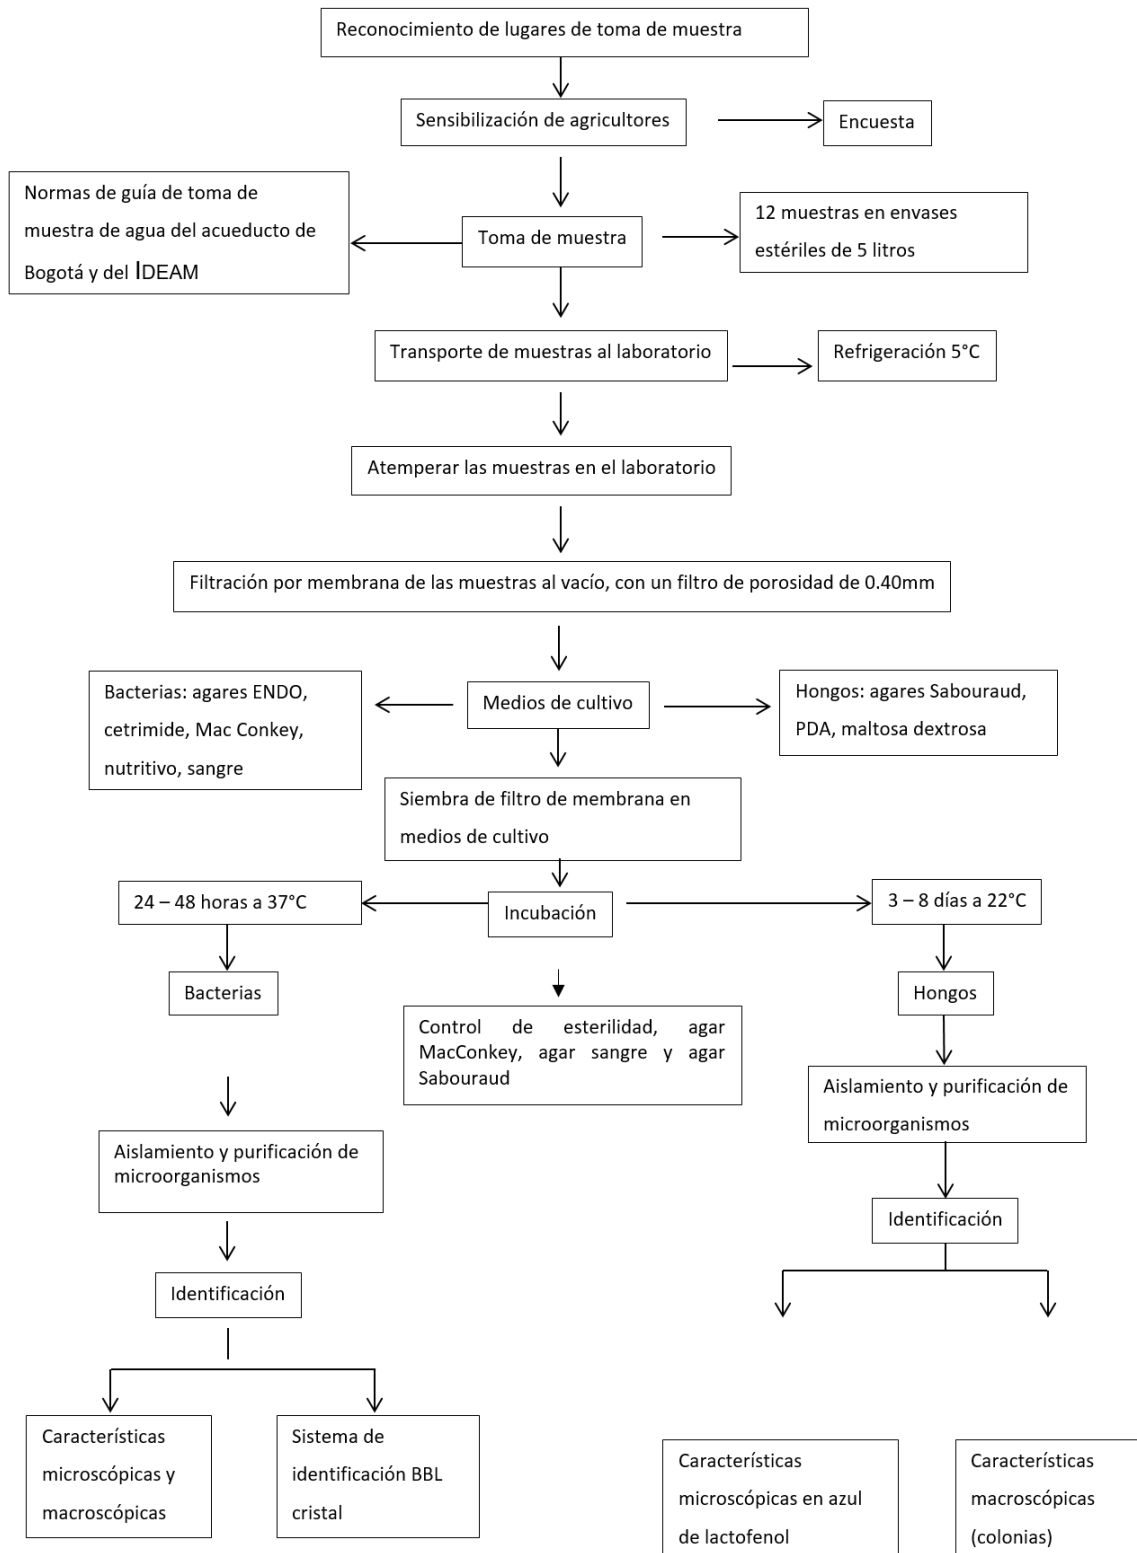 Reconocimiento de lugares de toma de muestra
Sensibilización de agricultores
Encuesta
Normas de guía de toma de
muestra de agua del acueducto de
Bogotá y del IDEAM
Toma de muestra
12 muestras en envases
estériles de 5 litros
Transporte de muestras al laboratorio
Refrigeración 5°C
Atemperar las muestras en el laboratorio
Filtración por membrana de las muestras al vacío, con un filtro de porosidad de 0.40mm
Bacterias: agares ENDO,
cetrimide, Mac Conkey,
nutritivo, sangre
Medios de cultivo
Hongos: agares Sabouraud,
PDA, maltosa dextrosa
Siembra de filtro de membrana en
medios de cultivo
24 – 48 horas a 37°C
Incubación
3 – 8 días a 22°C
Bacterias
Hongos
Control de esterilidad, agar
MacConkey, agar sangre y agar
Sabouraud
Aislamiento y purificación de
microorganismos
Aislamiento y purificación de
microorganismos
Identificación
Identificación
Características
microscópicas y
macroscópicas
Sistema de
identificación BBL
cristal
Características
microscópicas en azul
de lactofenol
Características
macroscópicas
(colonias)